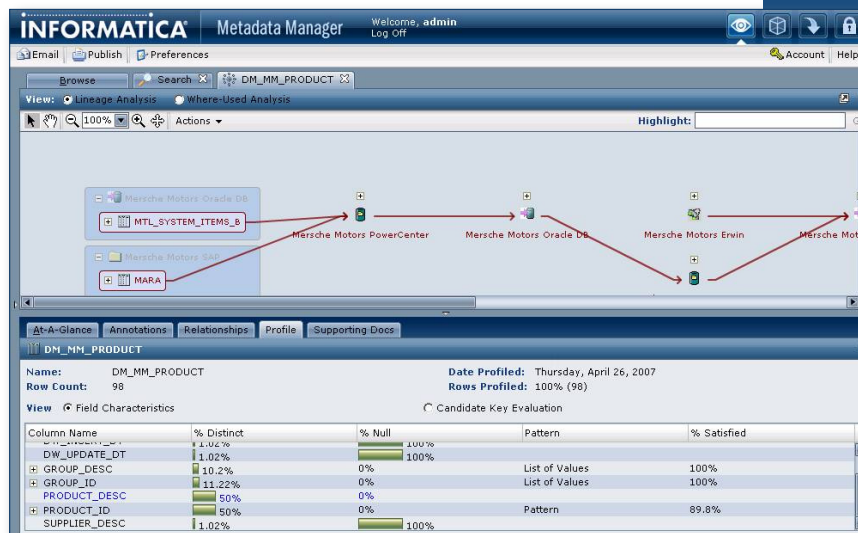 INFORMATICA Metadata Manager Welcome, admin
Log Off
Email Publish Preferences Account Help
Browse Search DM_MM_PRODUCT
View: Lineage Analysis Where-Used Analysis
100% Actions Highlight:
Mersche Motors Oracle DB
MTL_SYSTEM_ITEMS_B
Mersche Motors PowerCenter Mersche Motors Oracle DB Mersche Motors Erwin Mersche Mot
Mersche Motors SAP
MARA
At-A-Glance Annotations Relationships Profile Supporting Docs
DM_MM_PRODUCT
Name: DM_MM_PRODUCT Date Profiled: Thursday, April 26, 2007
Row Count: 98 Rows Profiled: 100% (98)
View Field Characteristics Candidate Key Evaluation
Column Name % Distinct % Null Pattern % Satisfied
1.02% 100%
DW_UPDATE_DT 1.02% 100%
GROUP_DESC 10.2% 0% List of Values 100%
GROUP_ID 11.22% 0% List of Values 100%
PRODUCT_DESC 50% 0%
PRODUCT_ID 50% 0% Pattern 89.8%
SUPPLIER_DESC 1.02% 100%